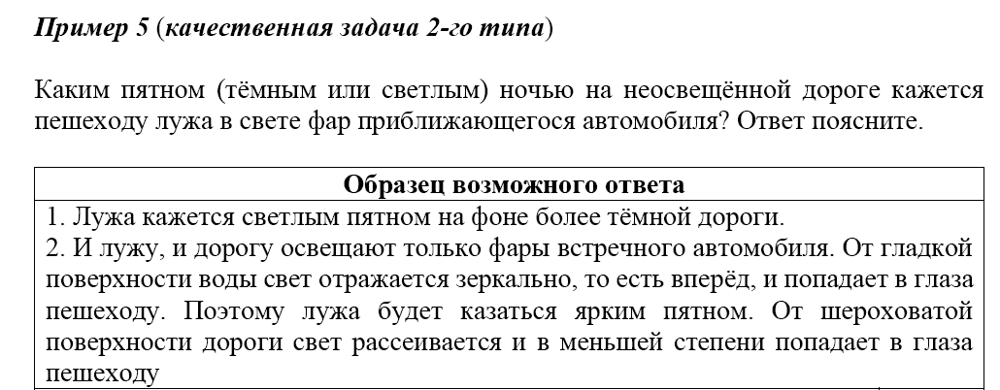 Пример 5 (качественная задача 2-го типа)
Каким пятном (тёмным или светлым) ночью на неосвещённой дороге кажется
пешеходу лужа в свете фар приближающегося автомобиля? Ответ поясните.
Образец возможного ответа
1. Лужа кажется светлым пятном на фоне более тёмной дороги.
2. И лужу, и дорогу освещают только фары встречного автомобиля. От гладкой
поверхности воды свет отражается зеркально, то есть вперёд, и попадает в глаза
пешеходу. Поэтому лужа будет казаться ярким пятном. От шероховатой
поверхности дороги свет рассеивается и в меньшей степени попадает в глаза
пешеходу